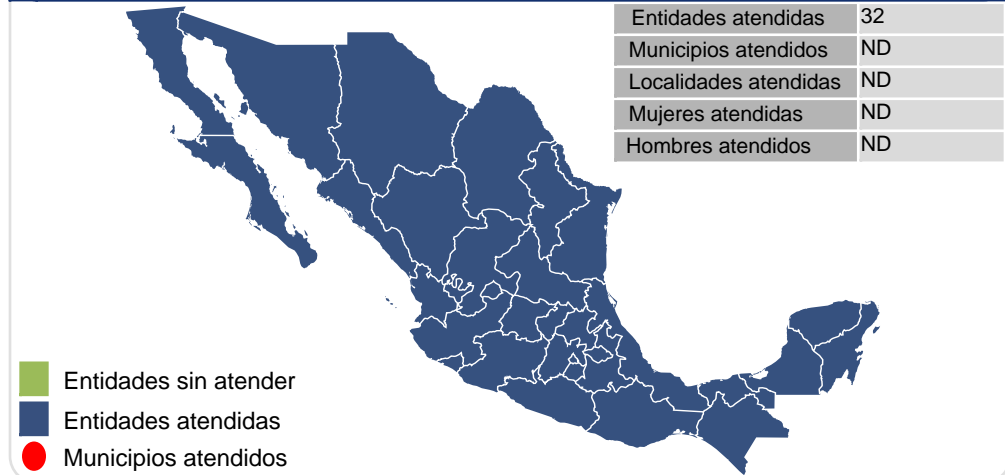 Entidades atendidas 32
Municipios atendidos ND
Localidades atendidas ND
Mujeres atendidas ND
Hombres atendidos ND
Entidades sin atender
Entidades atendidas
Municipios atendidos